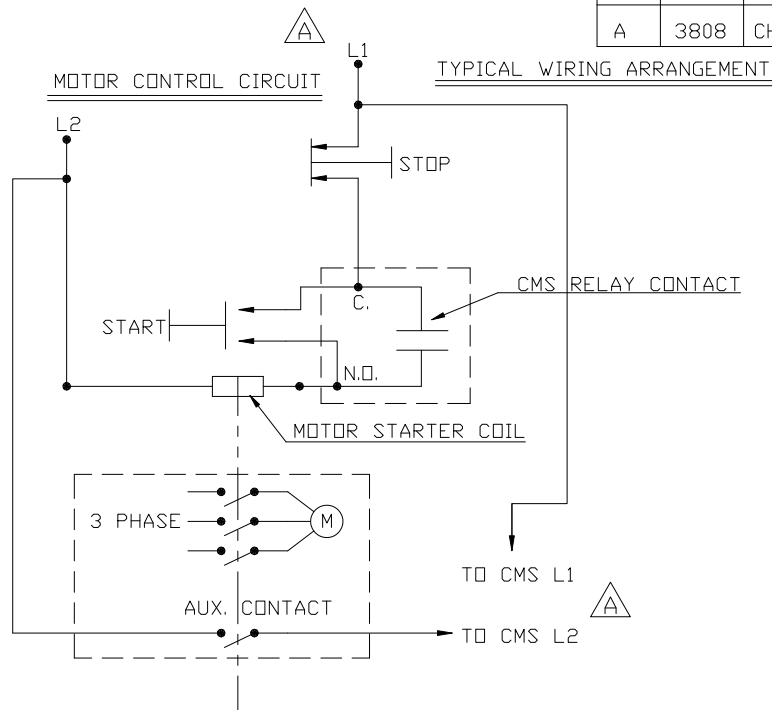 A 3808 CH
A
L1
MOTOR CONTROL CIRCUIT
TYPICAL WIRING ARRANGEMENT
L2
STOP
CMS RELAY CONTACT
C.
START
N.O.
MOTOR STARTER COIL
3 PHASE
M
TO CMS L1
A
AUX. CONTACT
TO CMS L2